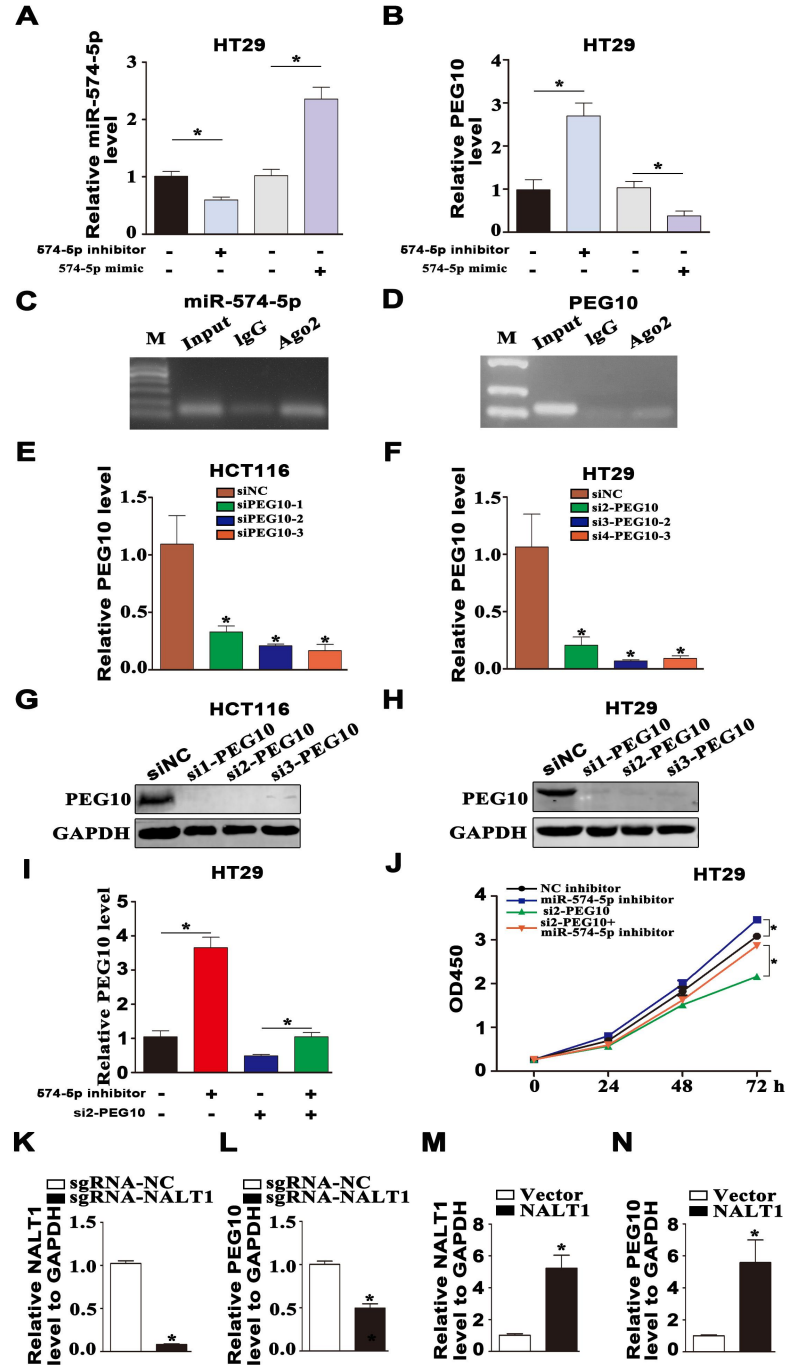 A
HT29
Relative miR-574-5p
level
3
2
1
0
*
*
574-5p inhibitor - + - -
574-5p mimic - - - +
B
HT29
Relative PEG10
level
4
3
2
1
0
*
*
574-5p inhibitor - + - -
574-5p mimic - - - +
C
miR-574-5p
M Input IgG Ago2
D
PEG10
M Input IgG Ago2
E
HCT116
Relative PEG10 level
1.5
1.0
0.5
0.0
siNC
siPEG10-1
siPEG10-2
siPEG10-3
* * *
F
HT29
Relative PEG10 level
1.5
1.0
0.5
0.0
siNC
si2-PEG10
si3-PEG10-2
si4-PEG10-3
* * *
G
HCT116
siNC si1-PEG10 si2-PEG10 si3-PEG10
PEG10
GAPDH
H
HT29
siNC si1-PEG10 si2-PEG10 si3-PEG10
PEG10
GAPDH
I
HT29
Relative PEG10 level
5
4
3
2
1
0
*
*
574-5p inhibitor - + - +
si2-PEG10 - - + +
J
HT29
OD450
4
3
2
1
0
NC inhibitor
miR-574-5p inhibitor
si2-PEG10
si2-PEG10+
miR-574-5p inhibitor
*
*
0 24 48 72 h
K
sgRNA-NC
sgRNA-NALT1
Relative NALT1
level to GAPDH
1.5
1.0
0.5
0.0
*
L
sgRNA-NC
sgRNA-NALT1
Relative PEG10
level to GAPDH
1.5
1.0
0.5
0.0
*
*
M
Vector
NALT1
Relative NALT1
level to GAPDH
8
6
4
2
0
*
N
Vector
NALT1
Relative PEG10
level to GAPDH
8
6
4
2
0
*